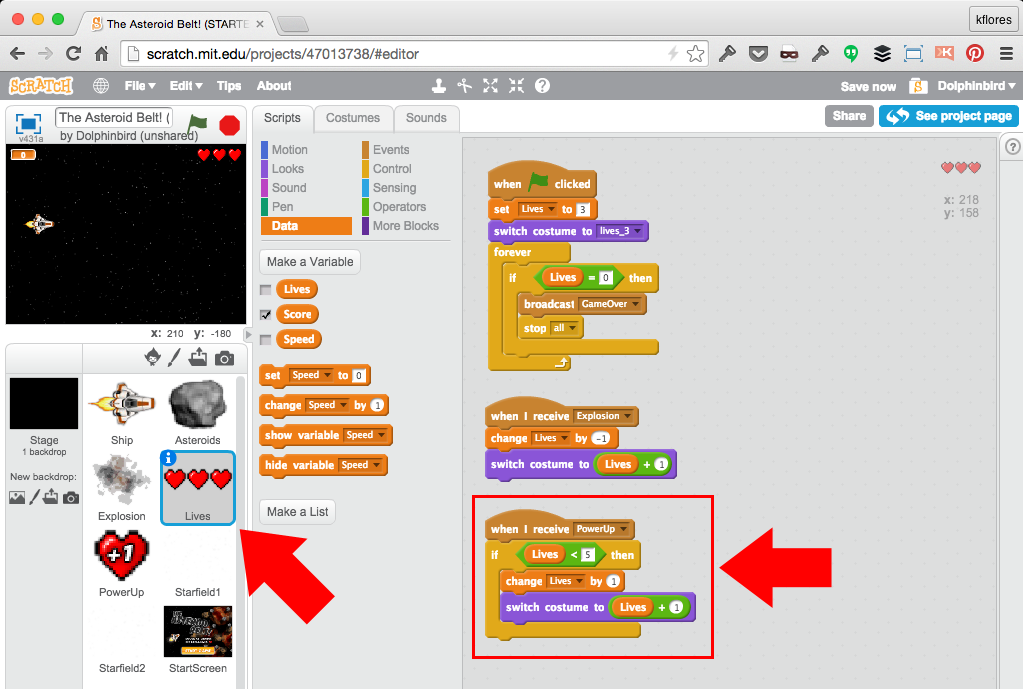 The Asteroid Belt! (STARTE
kflores
scratch.mit.edu/projects/47013738/#editor
SCRATCH
File
Edit
Tips
About
Save now
Dolphinbird
v431a
The Asteroid Belt! (
by Dolphinbird (unshared)
Scripts
Costumes
Sounds
Share
See project page
0
Motion
Looks
Sound
Pen
Data
Events
Control
Sensing
Operators
More Blocks
Make a Variable
Lives
Score
Speed
set Speed to 0
change Speed by 1
show variable Speed
hide variable Speed
Make a List
x: 210 y: -180
Stage
1 backdrop
New backdrop:
Ship
Asteroids
Explosion
Lives
+1
PowerUp
Starfield1
Starfield2
StartScreen
when clicked
set Lives to 3
switch costume to lives_3
forever
if Lives = 0 then
broadcast GameOver
stop all
when I receive Explosion
change Lives by -1
switch costume to Lives + 1
when I receive PowerUp
if Lives < 5 then
change Lives by 1
switch costume to Lives + 1
x: 218
y: 158
?